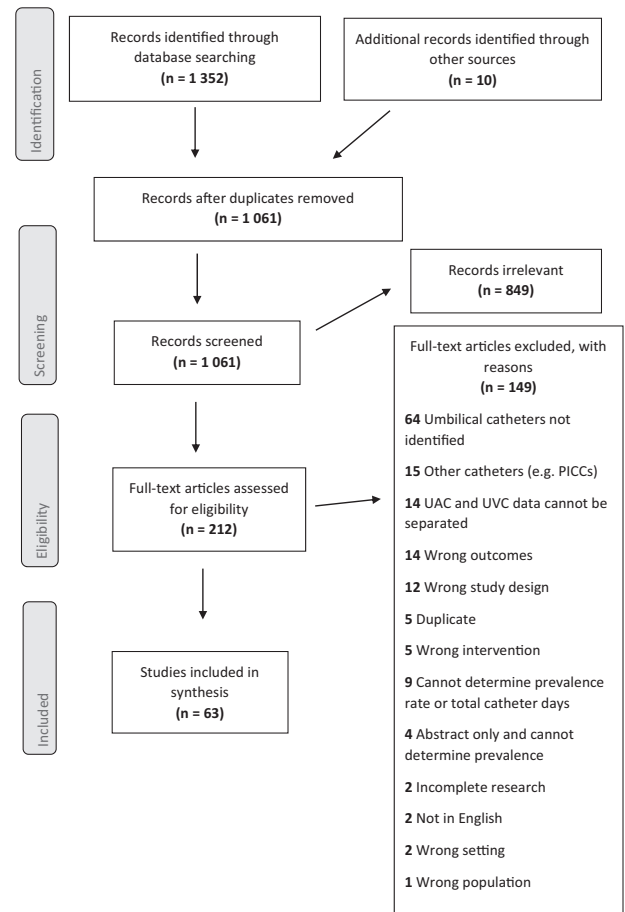 Identification
Records identified through
database searching
(n = 1 352)
Additional records identified through
other sources
(n = 10)
Records after duplicates removed
(n = 1 061)
Screening
Records screened
(n = 1 061)
Records irrelevant
(n = 849)
Eligibility
Full-text articles assessed
for eligibility
(n = 212)
Full-text articles excluded, with
reasons
(n = 149)
64 Umbilical catheters not
identified
15 Other catheters (e.g. PICCs)
14 UAC and UVC data cannot be
separated
14 Wrong outcomes
12 Wrong study design
5 Duplicate
5 Wrong intervention
9 Cannot determine prevalence
rate or total catheter days
4 Abstract only and cannot
determine prevalence
2 Incomplete research
2 Not in English
2 Wrong setting
1 Wrong population
Included
Studies included in
synthesis
(n = 63)